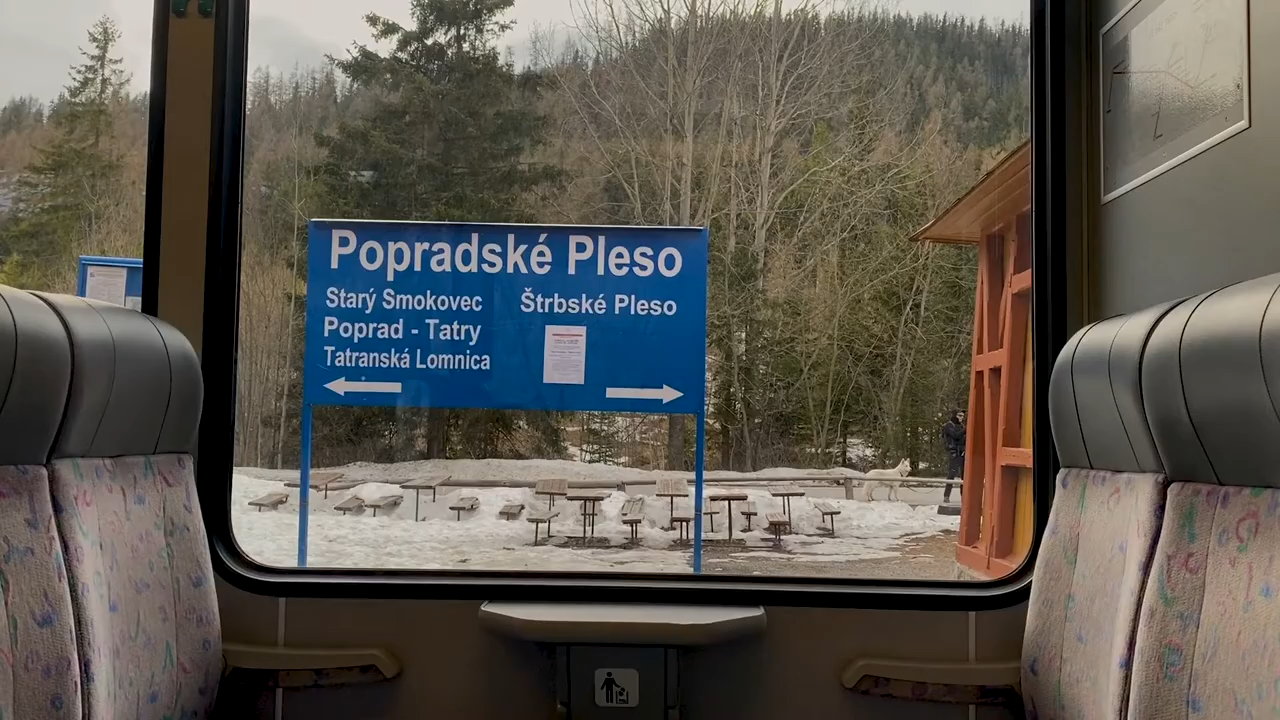 Popradské Pleso
Starý Smokovec
Štrbské Pleso
Poprad - Tatry
Tatranská Lomnica